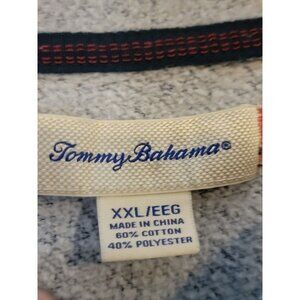 Tommy Bahama®
XXL/EEG
MADE IN CHINA
60% COTTON
40% POLYESTER